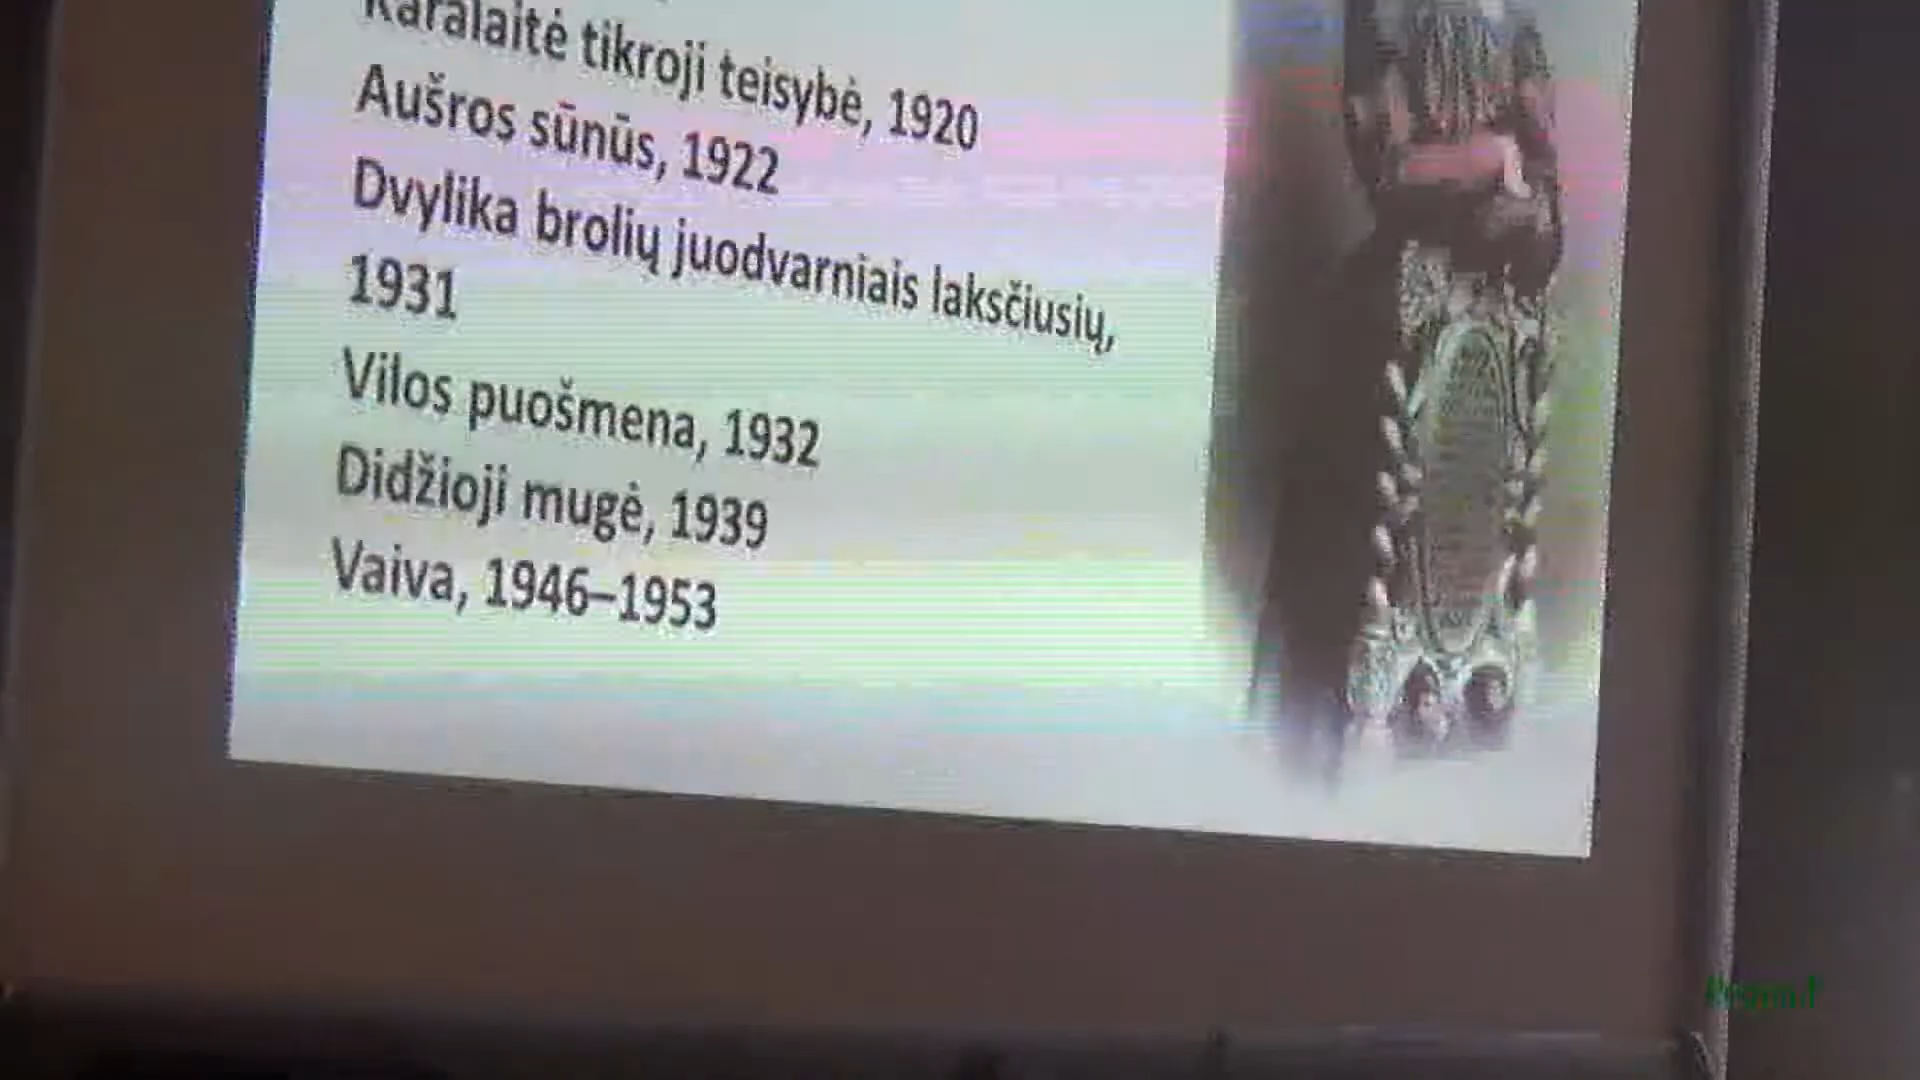 Karalaitė tikroji teisybė, 1920
Aušros sūnūs, 1922
Dvylika brolių juodvarniais laksčiusių,
1931
Vilos puošmena, 1932
Didžioji mugė, 1939
Vaiva, 1946–1953